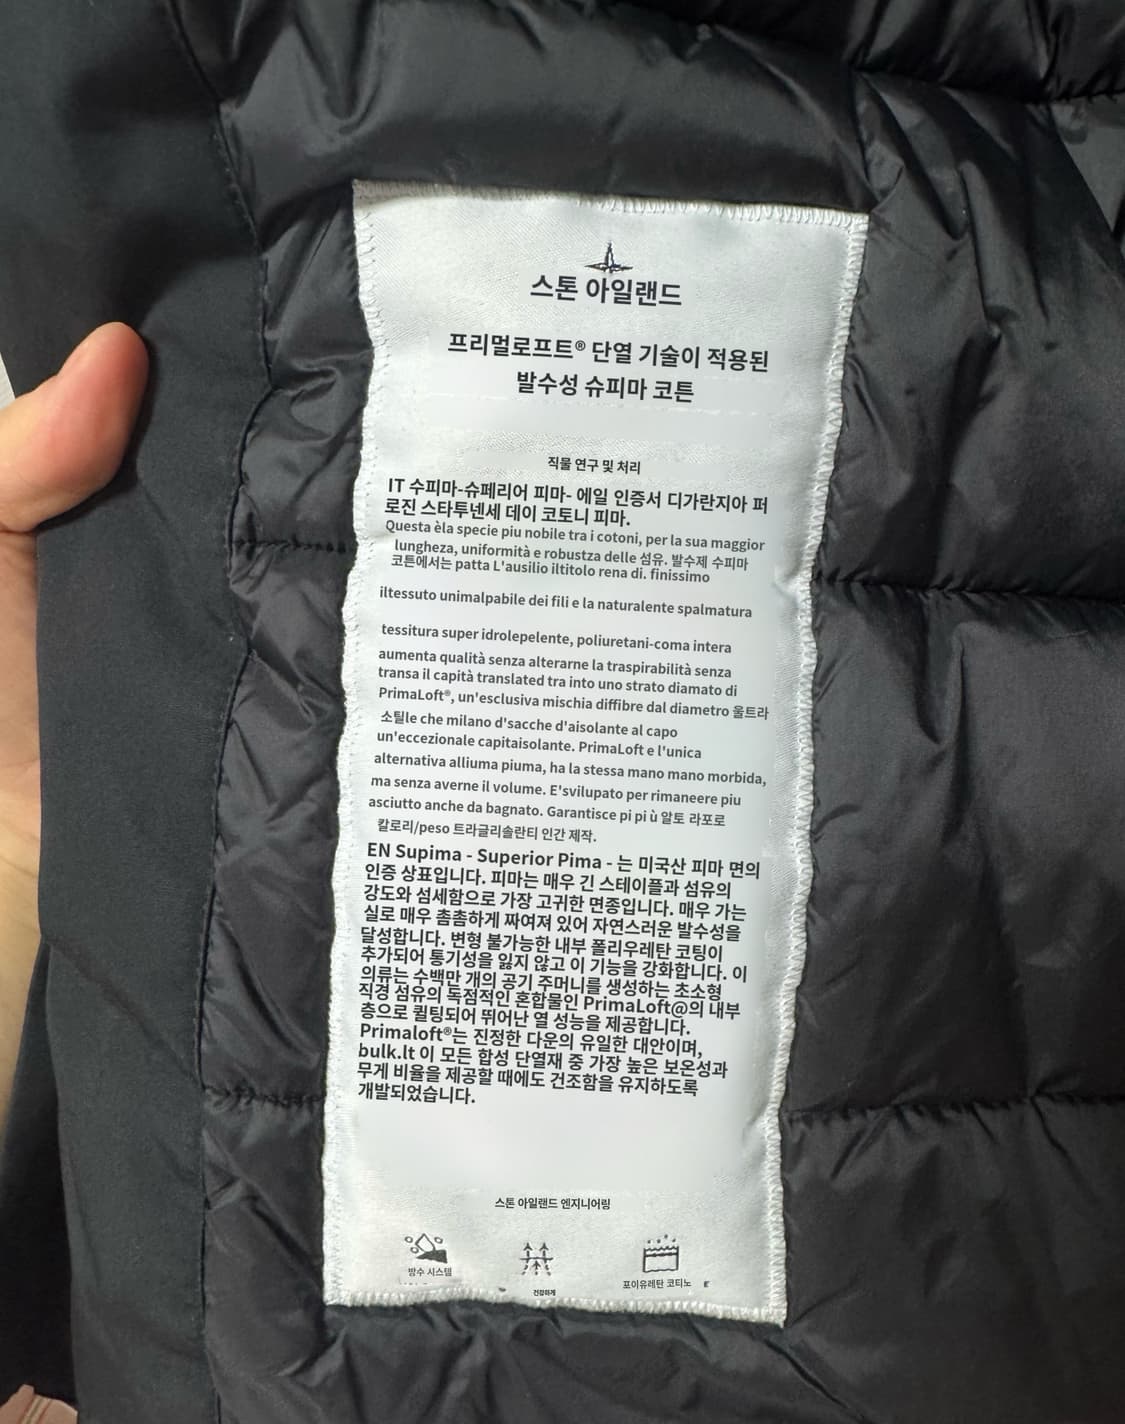 스톤 아일랜드
프리멀로프트® 단열 기술이 적용된
발수성 슈피마 코튼
직물 연구 및 처리
IT 수피마-슈페리어 피마- 에일 인증서 디가란지아 퍼
로진 스타투넨세 데이 코토니 피마.
Questa èla specie piu nobile tra i cotoni, per la sua maggior
lungheza, uniformità e robustza delle 섬유. 발수제 수피마
코튼에서는 patta L'ausilio iltitolo rena di. finissimo
iltessuto unimalpabile dei fili e la naturalente spalmatura
tessitura super idrolepelente, poliuretani-coma intera
aumenta qualità senza alterarne la traspirabilità senza
transa il capità translated tra into uno strato diamato di
PrimaLoft®, un'esclusiva mischia diffibre dal diametro 울트라
소틸le che milano d'sacche d'aisolante al capo
un'eccezionale capitaisolante. PrimaLoft e l'unica
alternativa alliuma piuma, ha la stessa mano mano morbida,
ma senza averne il volume. E'svilupato per rimaneere piu
asciutto anche da bagnato. Garantisce pi pi ù 알토 라포로
칼로리/peso 트라글리솔란티 인간 제작.
EN Supima - Superior Pima - 는 미국산 피마 면의
인증 상표입니다. 피마는 매우 긴 스테이플과 섬유의
강도와 섬세함으로 가장 고귀한 면종입니다. 매우 가는
실로 매우 촘촘하게 짜여져 있어 자연스러운 발수성을
달성합니다. 변형 불가능한 내부 폴리우레탄 코팅이
추가되어 통기성을 잃지 않고 이 기능을 강화합니다. 이
의류는 수백만 개의 공기 주머니를 생성하는 초소형
직경 섬유의 독점적인 혼합물인 PrimaLoft@의 내부
층으로 퀼팅되어 뛰어난 열 성능을 제공합니다.
Primaloft®는 진정한 다운의 유일한 대안이며,
bulk.lt 이 모든 합성 단열재 중 가장 높은 보온성과
무게 비율을 제공할 때에도 건조함을 유지하도록
개발되었습니다.
스톤 아일랜드 엔지니어링
방수 시스템
건강하게
포이유레탄 코티노